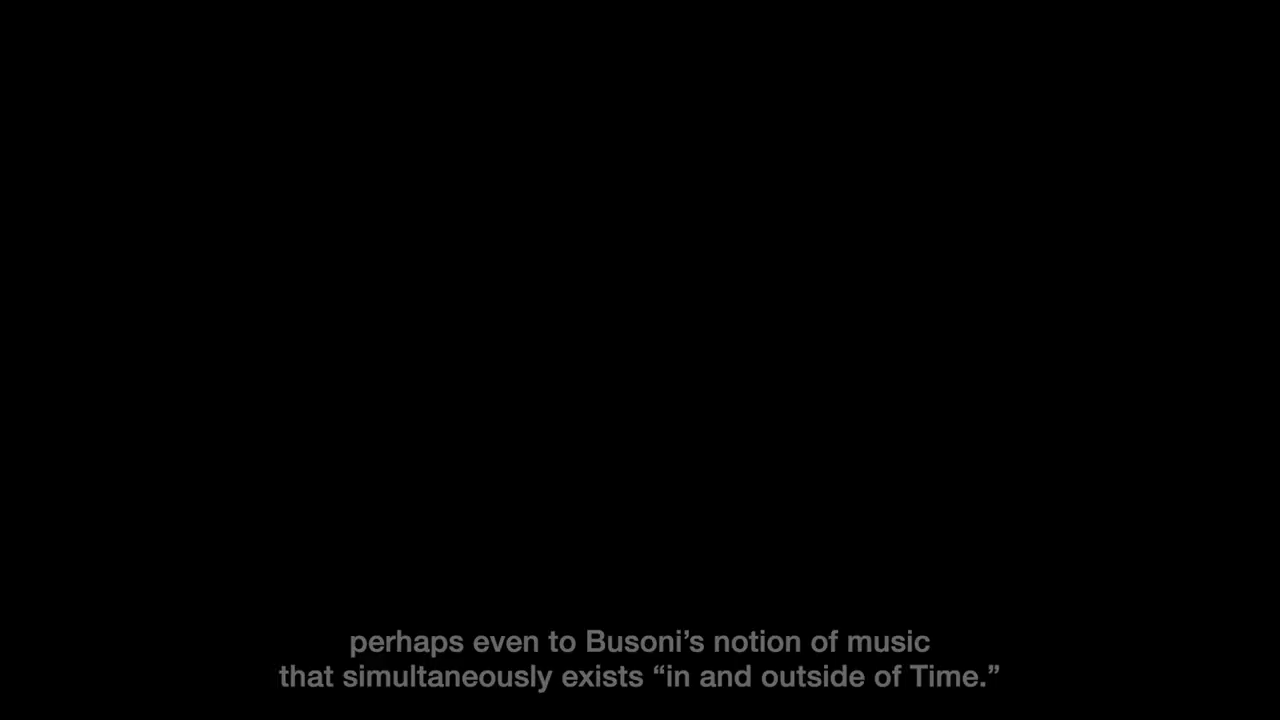 perhaps even to Busoni’s notion of music
that simultaneously exists “in and outside of Time.”